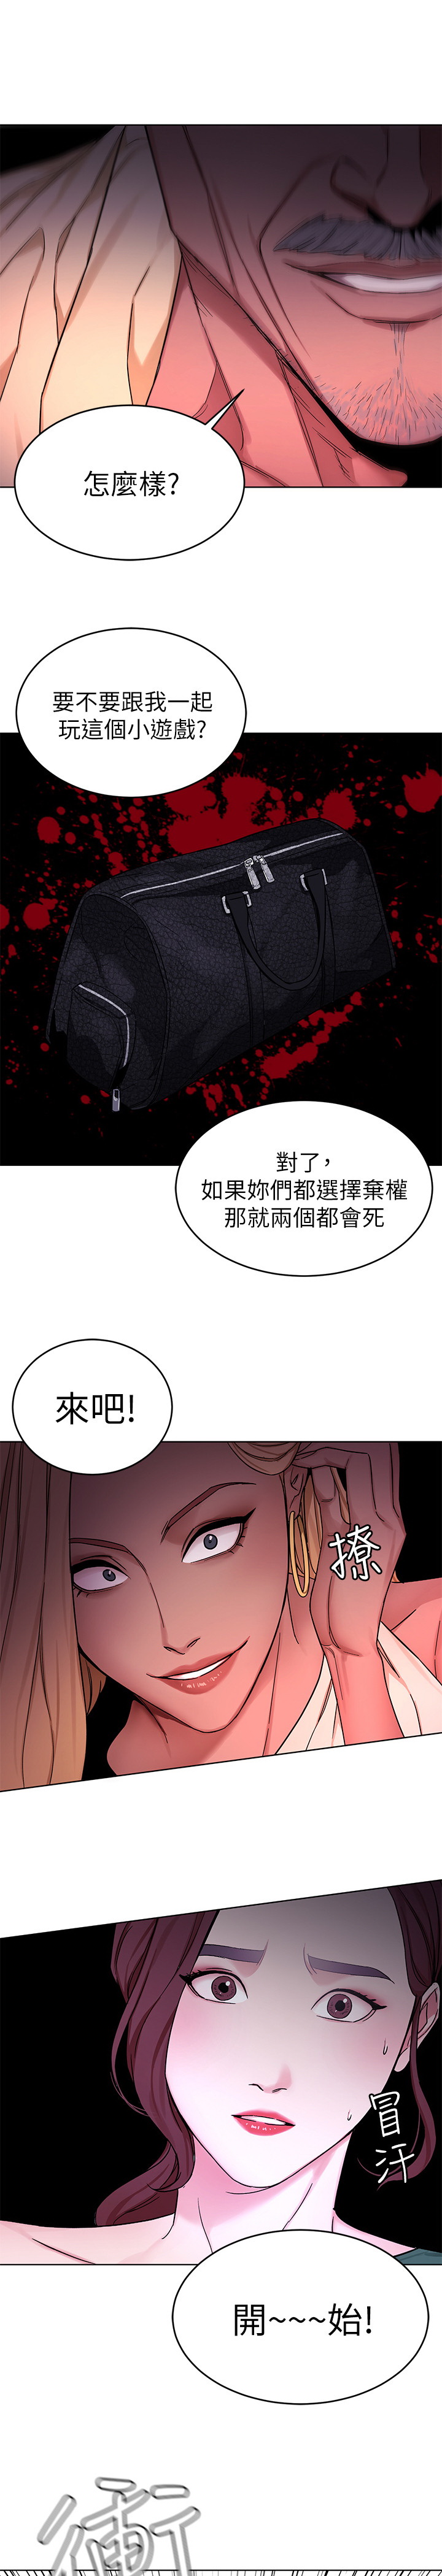 怎麼樣?
要不要跟我一起
玩這個小遊戲?
對了，
如果妳們都選擇棄權
那就兩個都會死
來吧!
撩
冒
汗
開~~~始!
衝